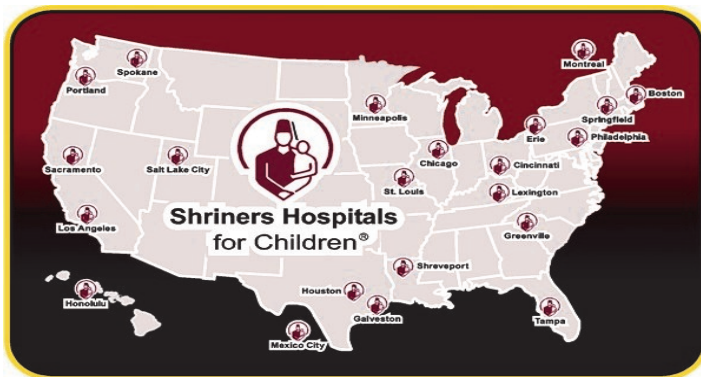 Montreal
Spokane
Portland
Boston
Minneapolis
Springfield
Erie
Philadelphia
Sacramento
Salt Lake City
Chicago
Cincinnati
St. Louis
Lexington
Shriners Hospitals
for Children®
Los Angeles
Greenville
Shreveport
Houston
Honolulu
Galveston
Tampa
Mexico City